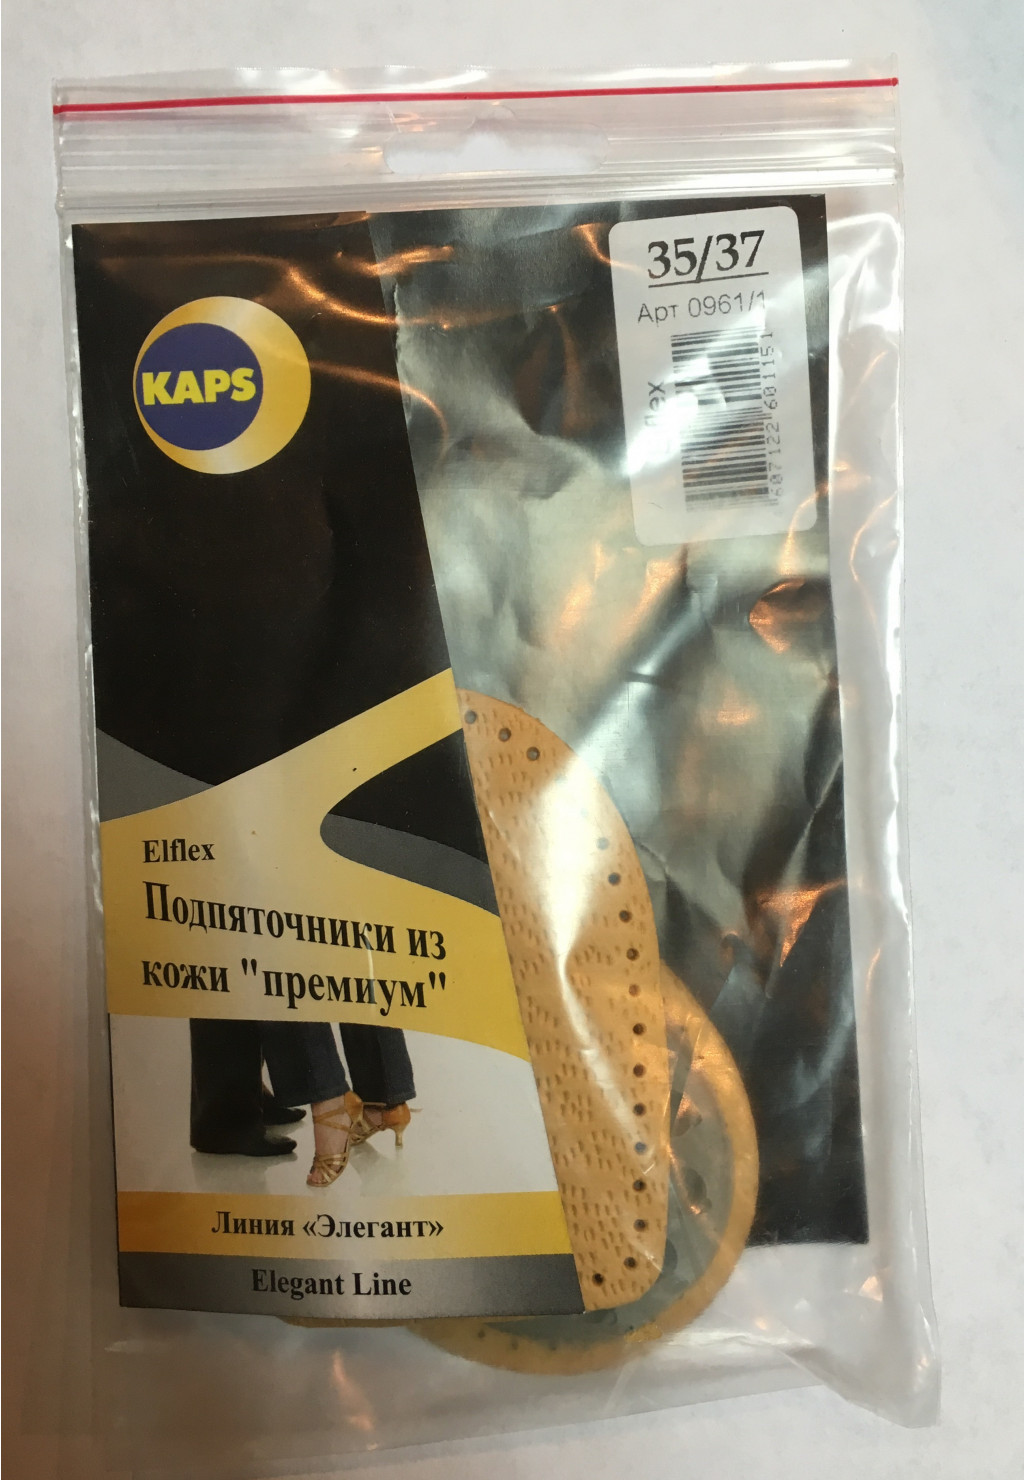 35/37
Арт 0961/1
KAPS
Elflex
Подпяточники из
кожи "премиум"
Линия «Элегант»
Elegant Line